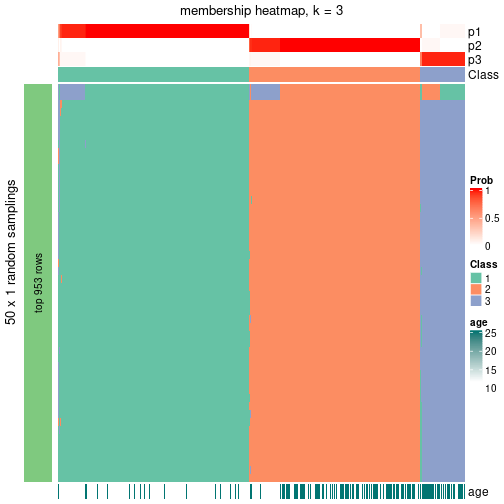 membership heatmap, k = 3
p1
p2
p3
Class
50 x 1 random samplings
top 953 rows
Prob
1
0.5
0
Class
1
2
3
age
25
20
15
10
age